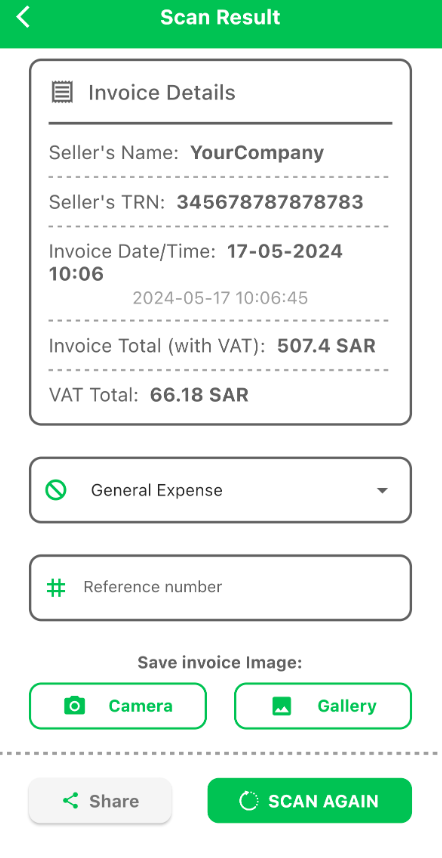 Scan Result
Invoice Details
Seller's Name: YourCompany
Seller's TRN: 345678787878783
Invoice Date/Time: 17-05-2024
10:06
2024-05-17 10:06:45
Invoice Total (with VAT): 507.4 SAR
VAT Total: 66.18 SAR
General Expense
Reference number
Save invoice Image:
Camera
Gallery
Share
SCAN AGAIN